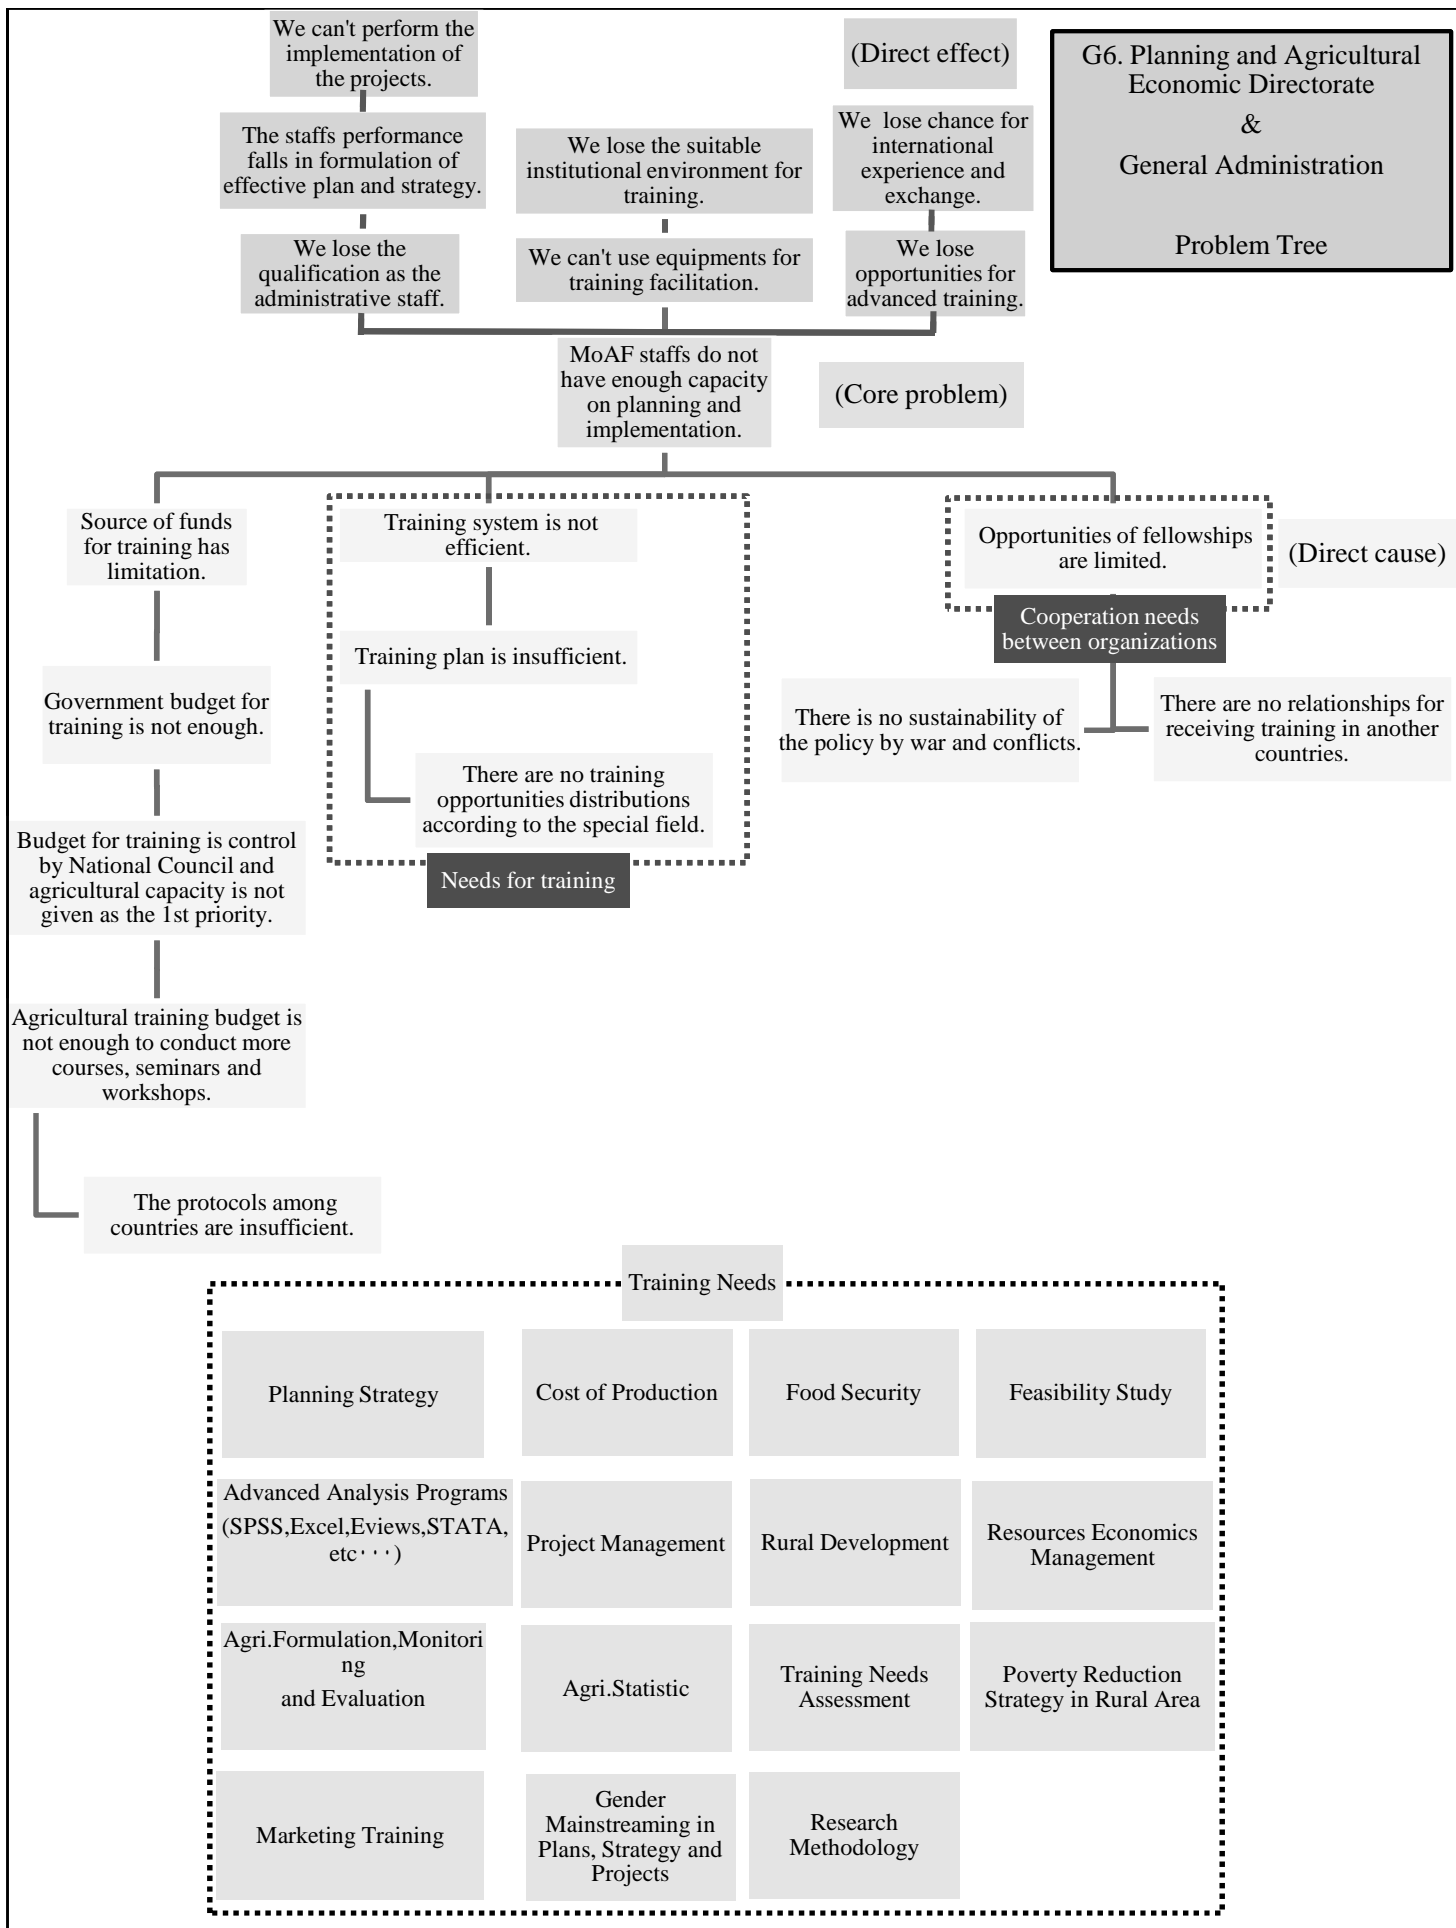 We can't perform the
implementation of
the projects.
(Direct effect)
G6. Planning and Agricultural
Economic Directorate
&
General Administration
Problem Tree
The staffs performance
falls in formulation of
effective plan and strategy.
We lose the suitable
institutional environment for
training.
We  lose chance for
international
experience and
exchange.
We lose the
qualification as the
administrative staff.
We can't use equipments for
training facilitation.
We lose
opportunities for
advanced training.
MoAF staffs do not
have enough capacity
on planning and
implementation.
(Core problem)
Source of funds
for training has
limitation.
Training system is not
efficient.
Opportunities of fellowships
are limited.
(Direct cause)
Cooperation needs
between organizations
Training plan is insufficient.
Government budget for
training is not enough.
There is no sustainability of
the policy by war and conflicts.
There are no relationships for
receiving training in another
countries.
There are no training
opportunities distributions
according to the special field.
Needs for training
Budget for training is control
by National Council and
agricultural capacity is not
given as the 1st priority.
Agricultural training budget is
not enough to conduct more
courses, seminars and
workshops.
The protocols among
countries are insufficient.
Training Needs
Planning Strategy
Cost of Production
Food Security
Feasibility Study
Advanced Analysis Programs
(SPSS,Excel,Eviews,STATA,
etc···)
Project Management
Rural Development
Resources Economics
Management
Agri.Formulation,Monitori
ng
and Evaluation
Agri.Statistic
Training Needs
Assessment
Poverty Reduction
Strategy in Rural Area
Marketing Training
Gender
Mainstreaming in
Plans, Strategy and
Projects
Research
Methodology